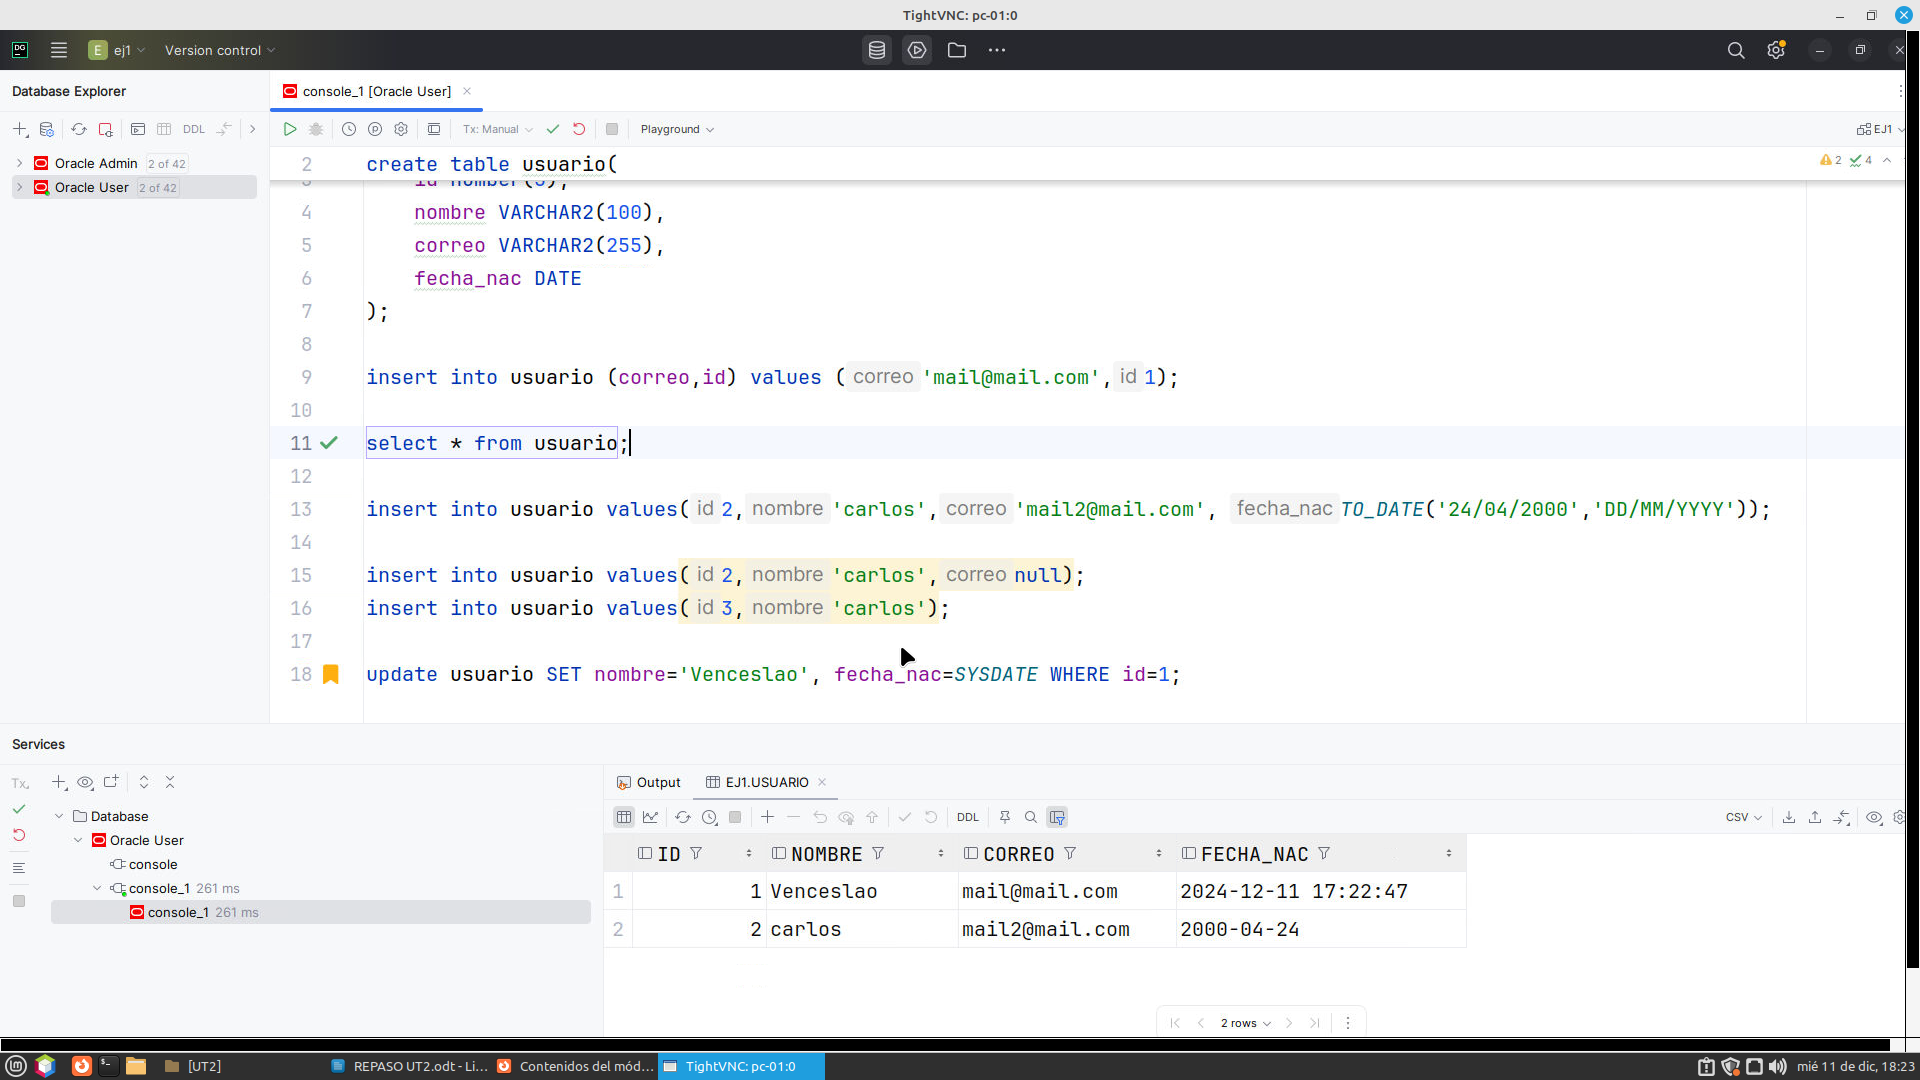 TightVNC: pc-01:0
DG
E ej1 Version control
Database Explorer
console_1 [Oracle User]
DDL
Tx: Manual
Playground
EJ1
Oracle Admin 2 of 42
Oracle User 2 of 42
2 4
2 create table usuario(
4 nombre VARCHAR2(100),
5 correo VARCHAR2(255),
6 fecha_nac DATE
7 );
8
9 insert into usuario (correo,id) values ( correo 'mail@mail.com', id 1);
10
11 select * from usuario;
12
13 insert into usuario values( id 2, nombre 'carlos', correo 'mail2@mail.com', fecha_nac TO_DATE('24/04/2000','DD/MM/YYYY'));
14
15 insert into usuario values( id 2, nombre 'carlos', correo null);
16 insert into usuario values( id 3, nombre 'carlos');
17
18 update usuario SET nombre='Venceslao', fecha_nac=SYSDATE WHERE id=1;
Services
Tx
Database
Oracle User
console
console_1 261 ms
console_1 261 ms
Output
EJ1.USUARIO
DDL
CSV
ID NOMBRE CORREO FECHA_NAC
1 1 Venceslao mail@mail.com 2024-12-11 17:22:47
2 2 carlos mail2@mail.com 2000-04-24
2 rows
[UT2]
REPASO UT2.odt - Li...
Contenidos del mód...
TightVNC: pc-01:0
mié 11 de dic, 18:23